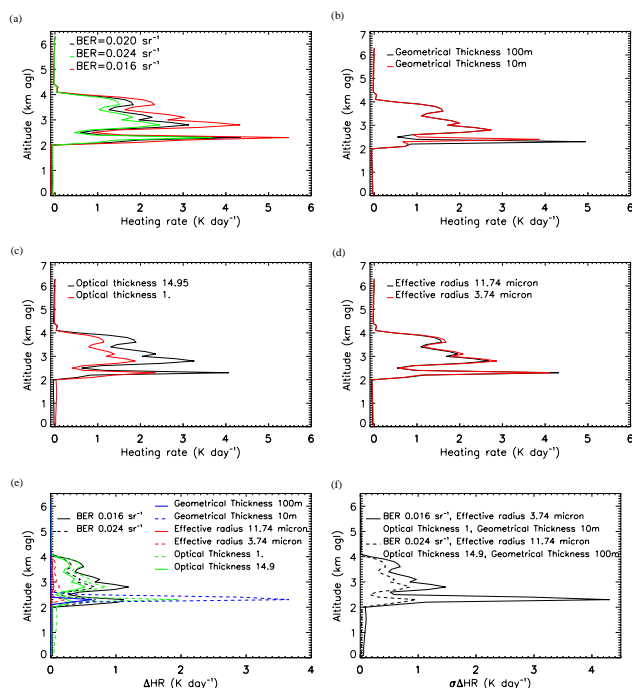 (a)
7
6
5
4
3
2
1
0
Altitude (km agl)
BER=0.020 sr⁻¹
BER=0.024 sr⁻¹
BER=0.016 sr⁻¹
0 1 2 3 4 5 6
Heating rate (K day⁻¹)
(b)
7
6
5
4
3
2
1
0
Altitude (km agl)
Geometrical Thickness 100m
Geometrical Thickness 10m
0 1 2 3 4 5 6
Heating rate (K day⁻¹)
(c)
7
6
5
4
3
2
1
0
Altitude (km agl)
Optical thickness 14.95
Optical thickness 1.
0 1 2 3 4 5 6
Heating rate (K day⁻¹)
(d)
7
6
5
4
3
2
1
0
Altitude (km agl)
Effective radius 11.74 micron
Effective radius 3.74 micron
0 1 2 3 4 5 6
Heating rate (K day⁻¹)
(e)
7
6
5
4
3
2
1
0
Altitude (km agl)
BER 0.016 sr⁻¹
BER 0.024 sr⁻¹
Geometrical Thickness 100m
Geometrical Thickness 10m
Effective radius 11.74 micron
Effective radius 3.74 micron
Optical Thickness 1.
Optical Thickness 14.9
0 1 2 3 4
ΔHR (K day⁻¹)
(f)
7
6
5
4
3
2
1
0
Altitude (km agl)
BER 0.016 sr⁻¹, Effective radius 3.74 micron
Optical Thickness 1, Geometrical Thickness 10m
BER 0.024 sr⁻¹, Effective radius 11.74 micron
Optical Thickness 14.9, Geometrical Thickness 100m
0 1 2 3 4
σΔHR (K day⁻¹)